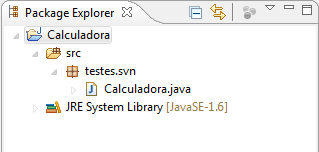 Package Explorer
Calculadora
src
testes.svn
Calculadora.java
JRE System Library [JavaSE-1.6]